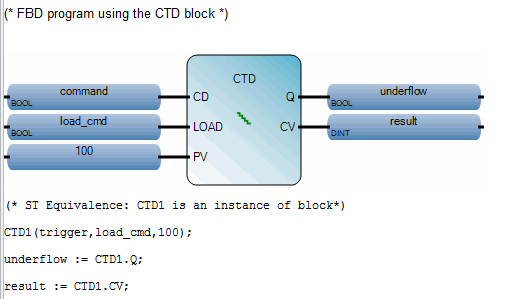 (* FBD program using the CTD block *)
CTD
command
BOOL
CD
Q
underflow
BOOL
load_cmd
BOOL
LOAD
CV
result
DINT
100
PV
(* ST Equivalence: CTD1 is an instance of block*)
CTD1(trigger,load_cmd,100);
underflow := CTD1.Q;
result := CTD1.CV;